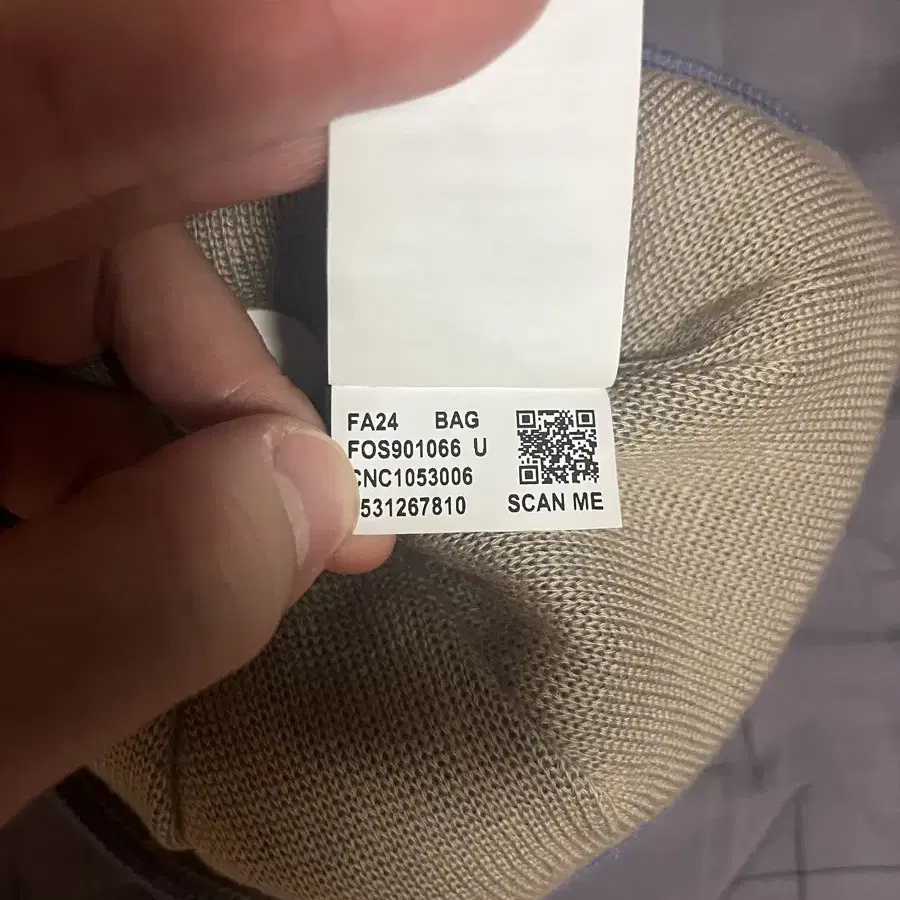 FA24 BAG
FOS901066 U
CNC1053006
531267810
SCAN ME